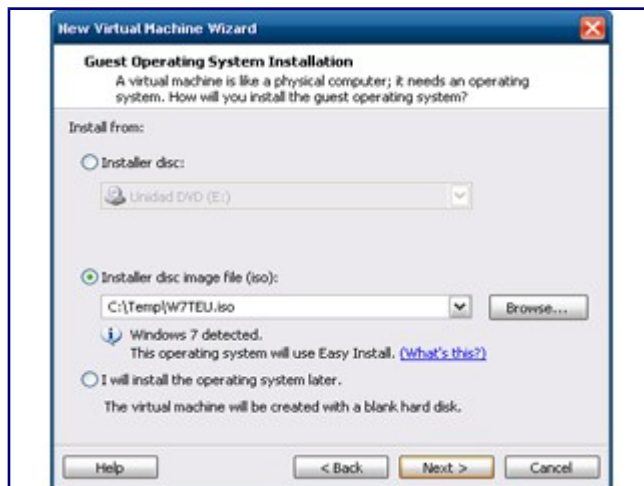 New Virtual Machine Wizard
Guest Operating System Installation
A virtual machine is like a physical computer; it needs an operating
system. How will you install the guest operating system?
Install from:
Installer disc:
Unidad DVD (E:)
Installer disc image file (iso):
C:\Temp\W7TEU.iso
Browse...
Windows 7 detected.
This operating system will use Easy Install. (What's this?)
I will install the operating system later.
The virtual machine will be created with a blank hard disk.
Help < Back Next > Cancel